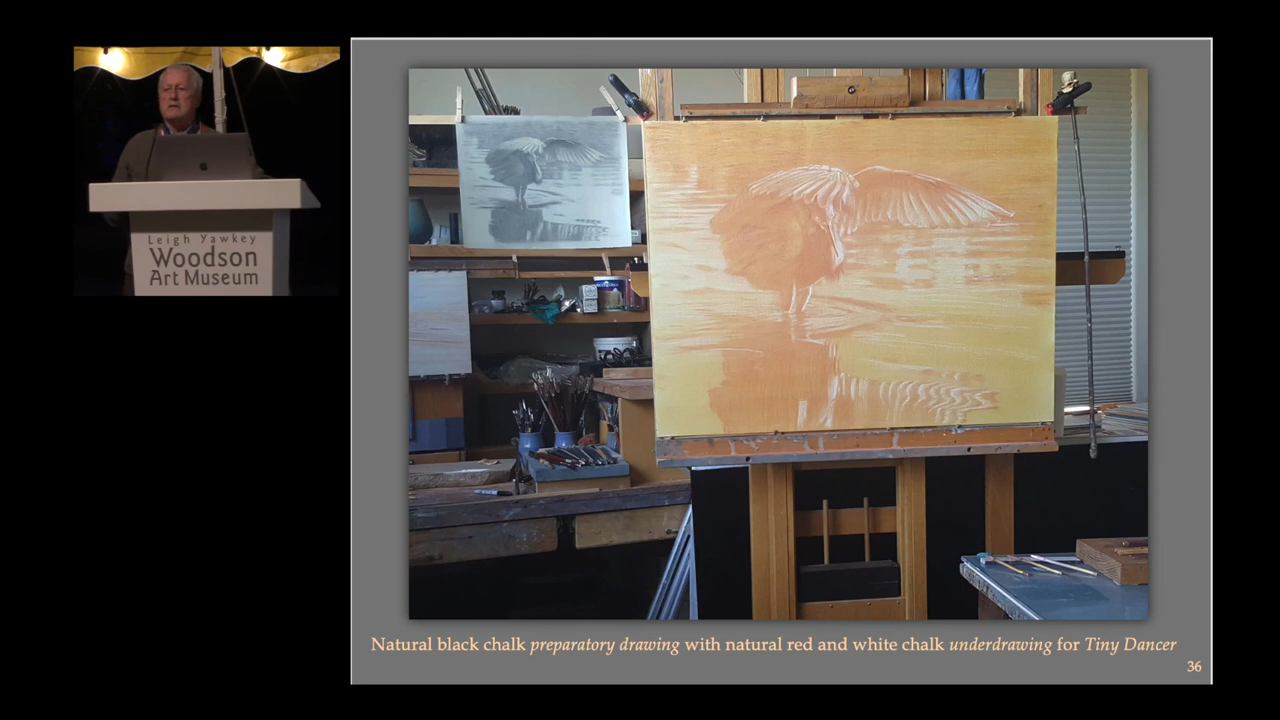 Leigh Yawkey
Woodson
Art Museum
Natural black chalk preparatory drawing with natural red and white chalk underdrawing for Tiny Dancer
36